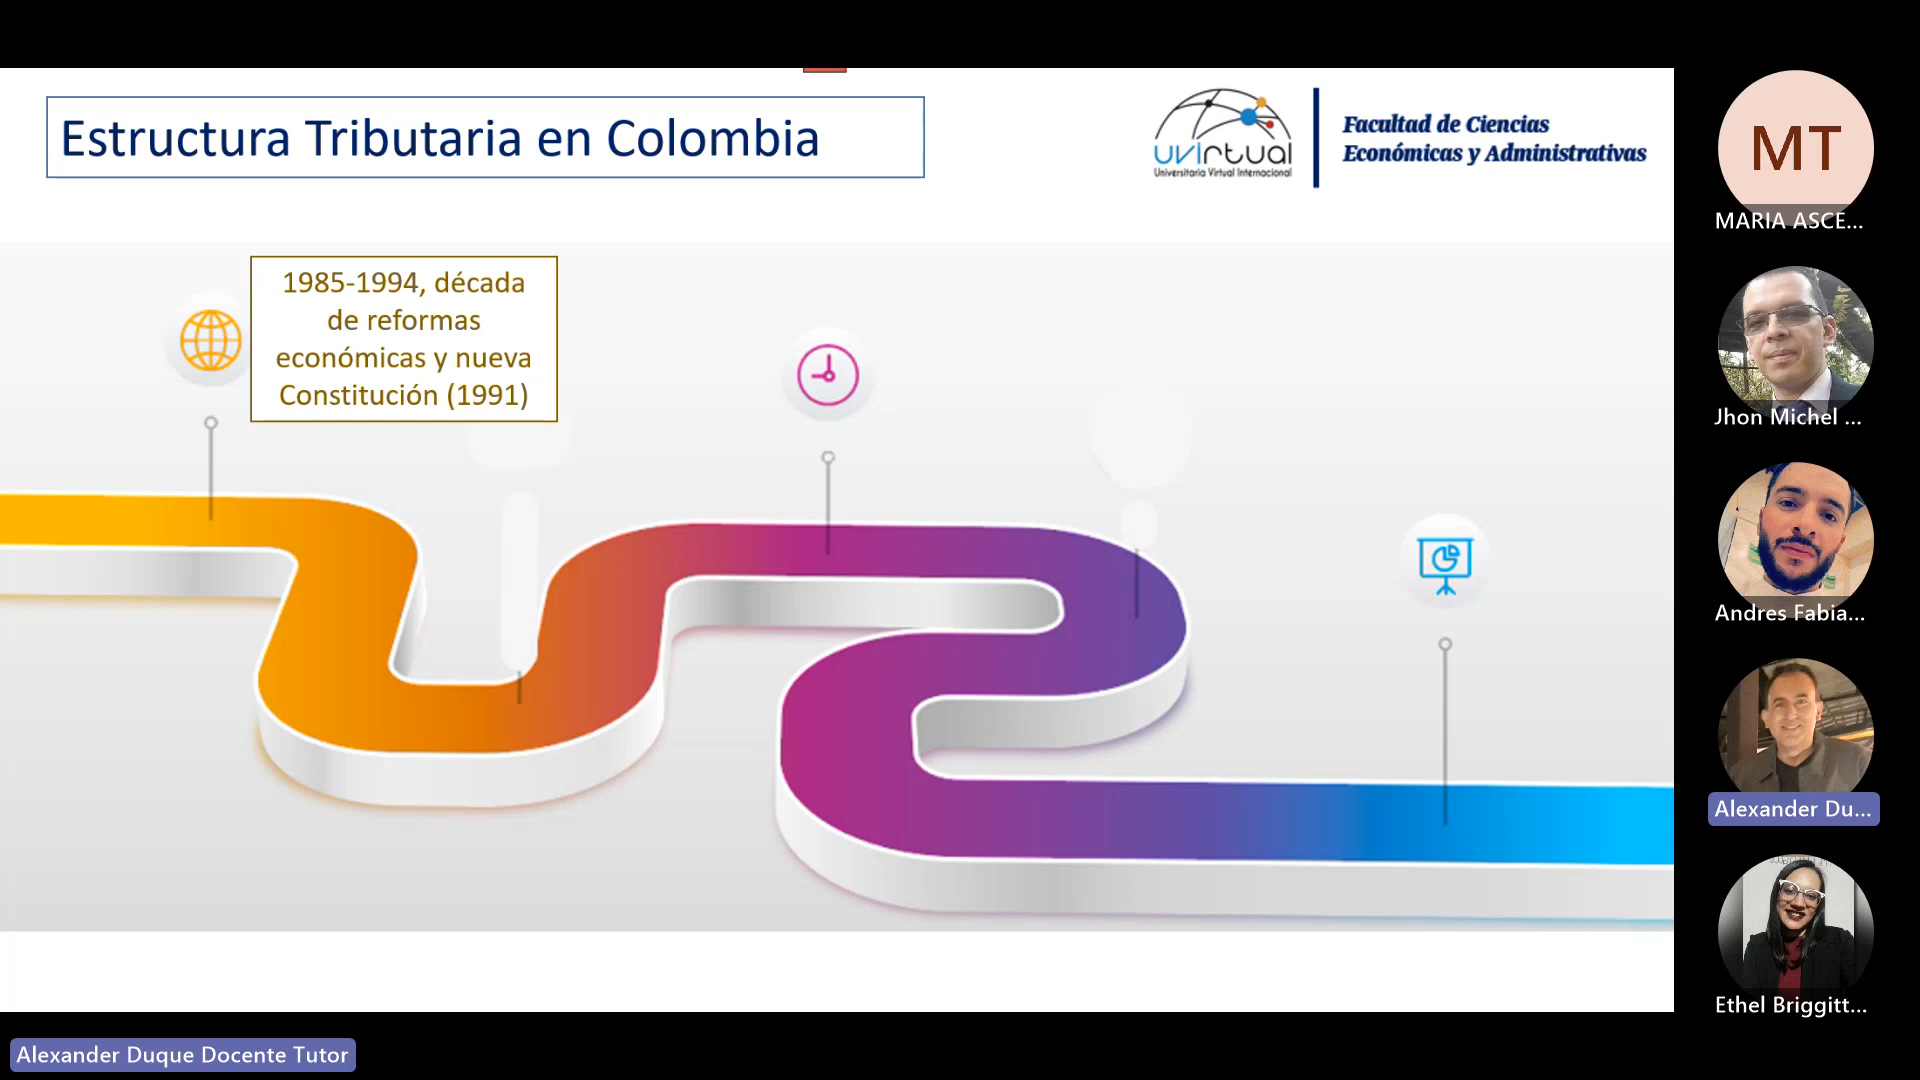 Estructura Tributaria en Colombia
uvirtual
Universitaria Virtual Internacional
Facultad de Ciencias
Económicas y Administrativas
1985-1994, década
de reformas
económicas y nueva
Constitución (1991)
MT
MARIA ASCE...
Jhon Michel ...
Andres Fabia...
Alexander Du...
Ethel Briggitt...
Alexander Duque Docente Tutor